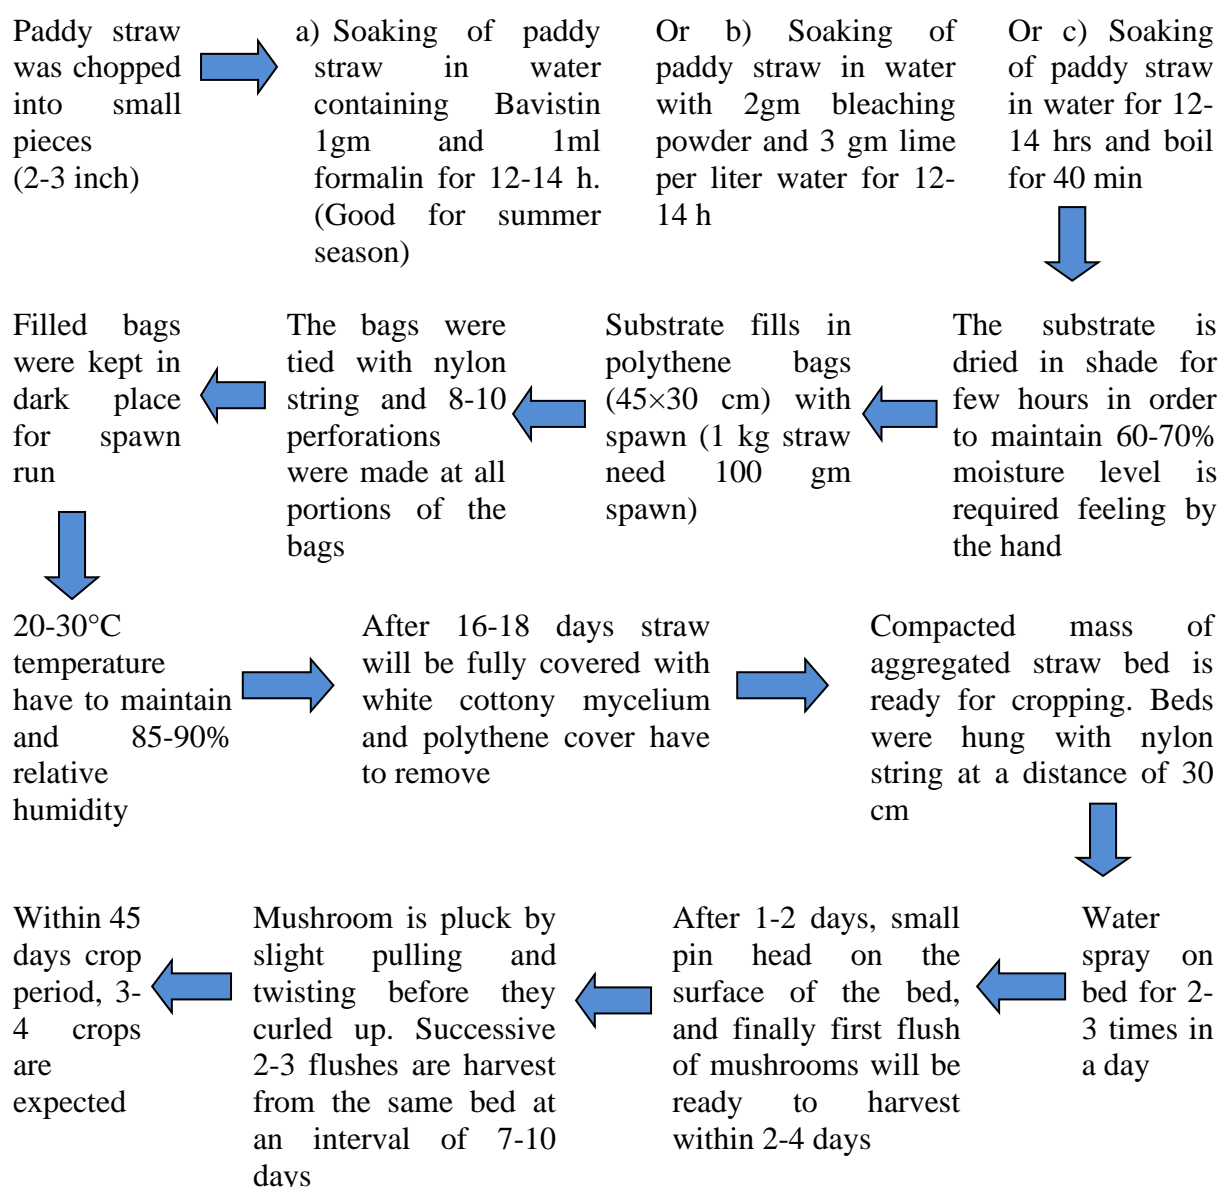 Paddy straw
was chopped
into small
pieces
(2-3 inch)
a) Soaking of paddy
straw in water
containing Bavistin
1gm and 1ml
formalin for 12-14 h.
(Good for summer
season)
Or b) Soaking of
paddy straw in water
with 2gm bleaching
powder and 3 gm lime
per liter water for 12-
14 h
Or c) Soaking
of paddy straw
in water for 12-
14 hrs and boil
for 40 min
The substrate is
dried in shade for
few hours in order
to maintain 60-70%
moisture level is
required feeling by
the hand
Substrate fills in
polythene bags
(45×30 cm) with
spawn (1 kg straw
need 100 gm
spawn)
The bags were
tied with nylon
string and 8-10
perforations
were made at all
portions of the
bags
Filled bags
were kept in
dark place
for spawn
run
20-30°C
temperature
have to maintain
and 85-90%
relative
humidity
After 16-18 days straw
will be fully covered with
white cottony mycelium
and polythene cover have
to remove
Compacted mass of
aggregated straw bed is
ready for cropping. Beds
were hung with nylon
string at a distance of 30
cm
Water
spray on
bed for 2-
3 times in
a day
After 1-2 days, small
pin head on the
surface of the bed,
and finally first flush
of mushrooms will be
ready to harvest
within 2-4 days
Mushroom is pluck by
slight pulling and
twisting before they
curled up. Successive
2-3 flushes are harvest
from the same bed at
an interval of 7-10
days
Within 45
days crop
period, 3-
4 crops
are
expected